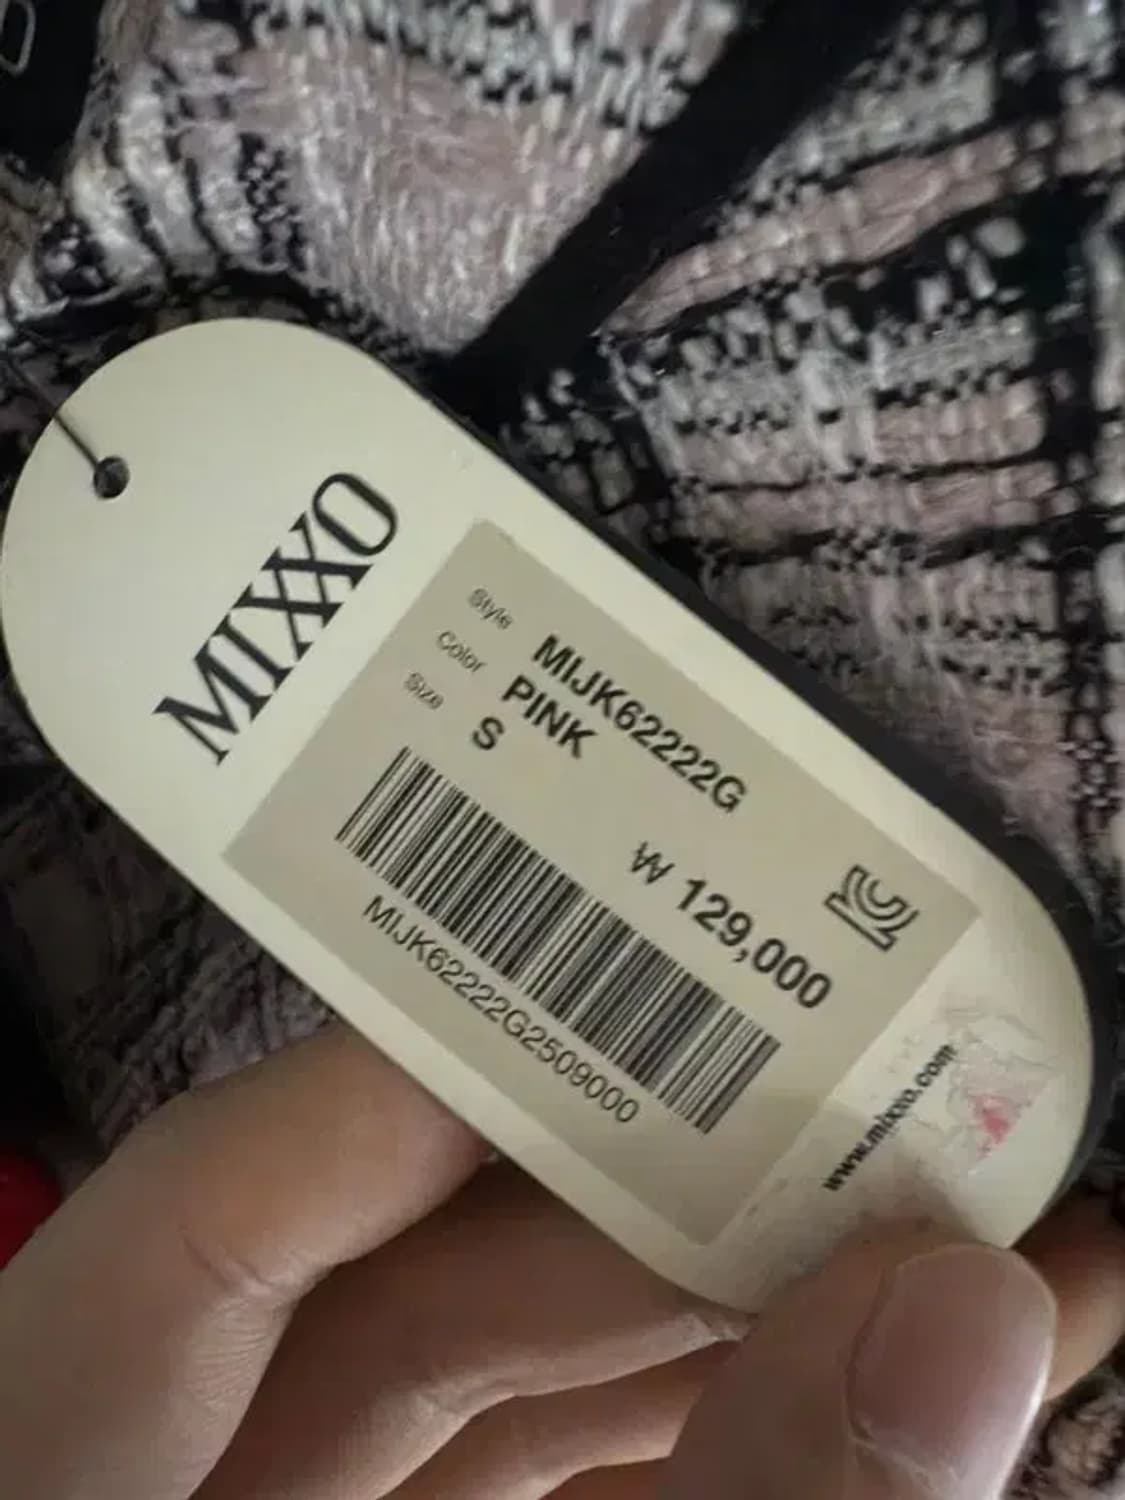 MIXXO
Style MIJK62222G
Color PINK
Size S
₩ 129,000
MIJK62222G2509000
www.mixxo.com